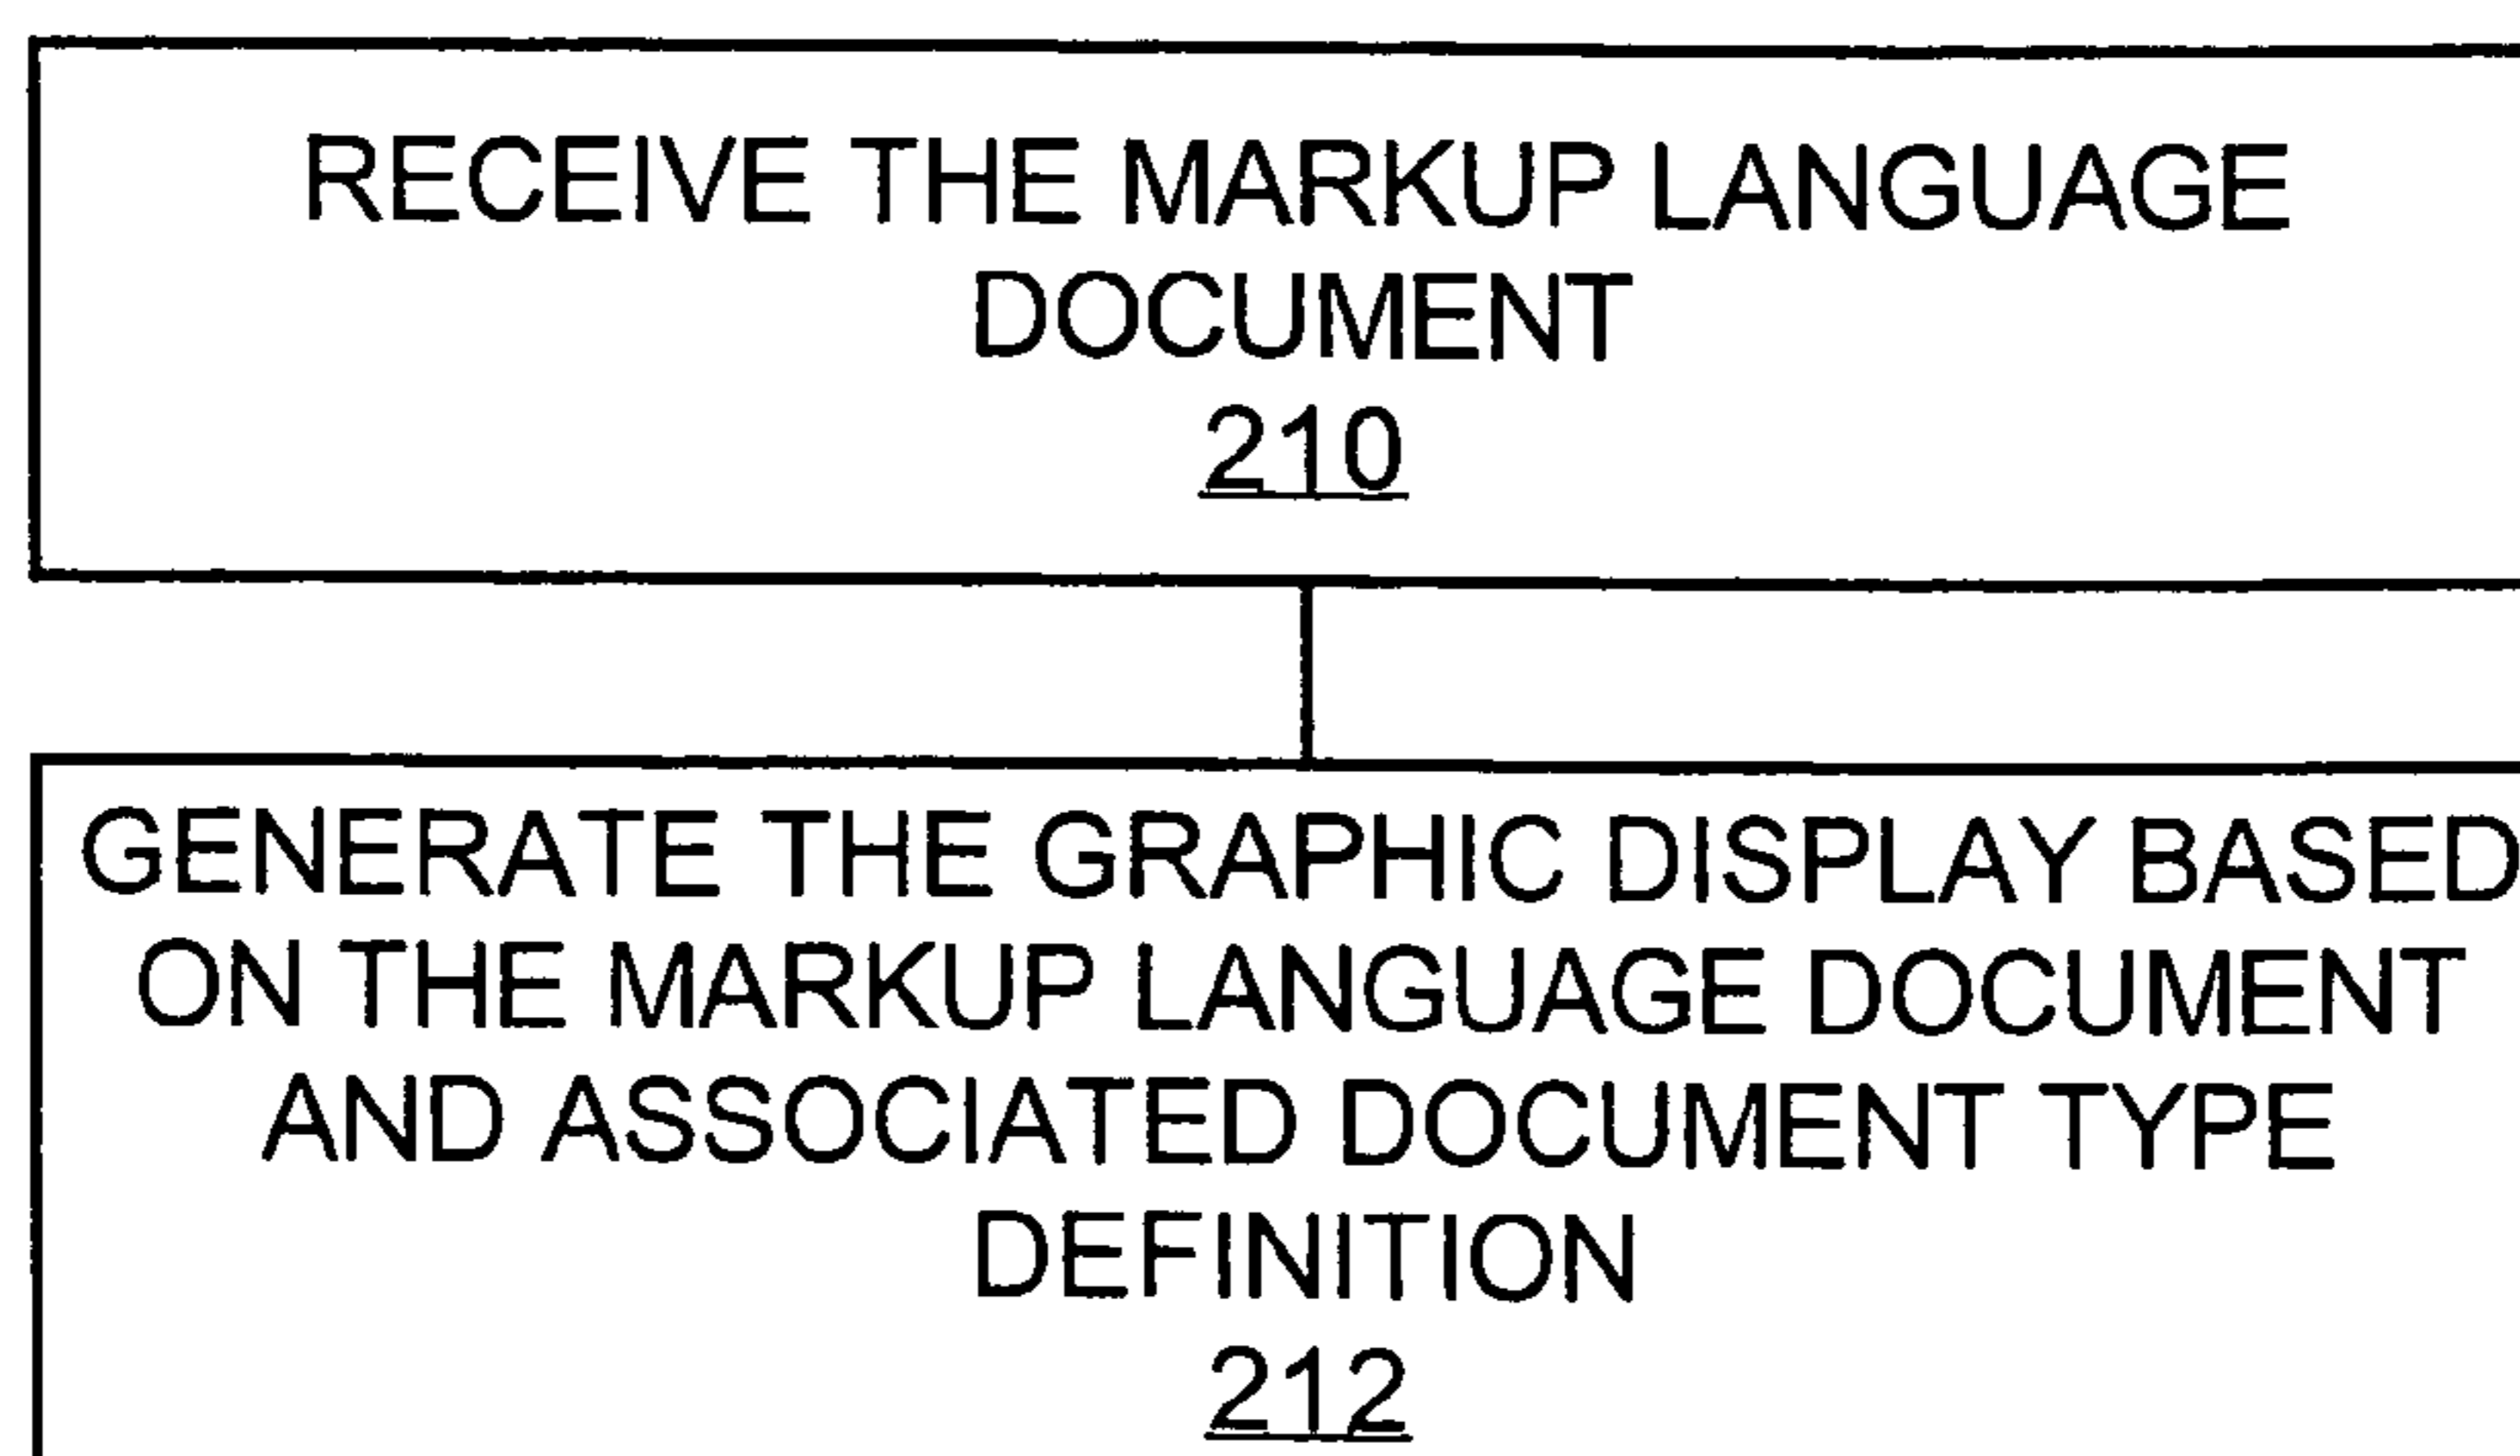 RECEIVE THE MARKUP LANGUAGE
DOCUMENT
210
GENERATE THE GRAPHIC DISPLAY BASED
ON THE MARKUP LANGUAGE DOCUMENT
AND ASSOCIATED DOCUMENT TYPE
DEFINITION
212